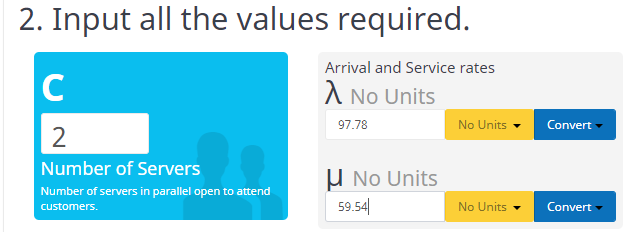 2. Input all the values required.
C
2
Number of Servers
Number of servers in parallel open to attend
customers.
Arrival and Service rates
λ No Units
97.78 No Units Convert
μ No Units
59.54 No Units Convert